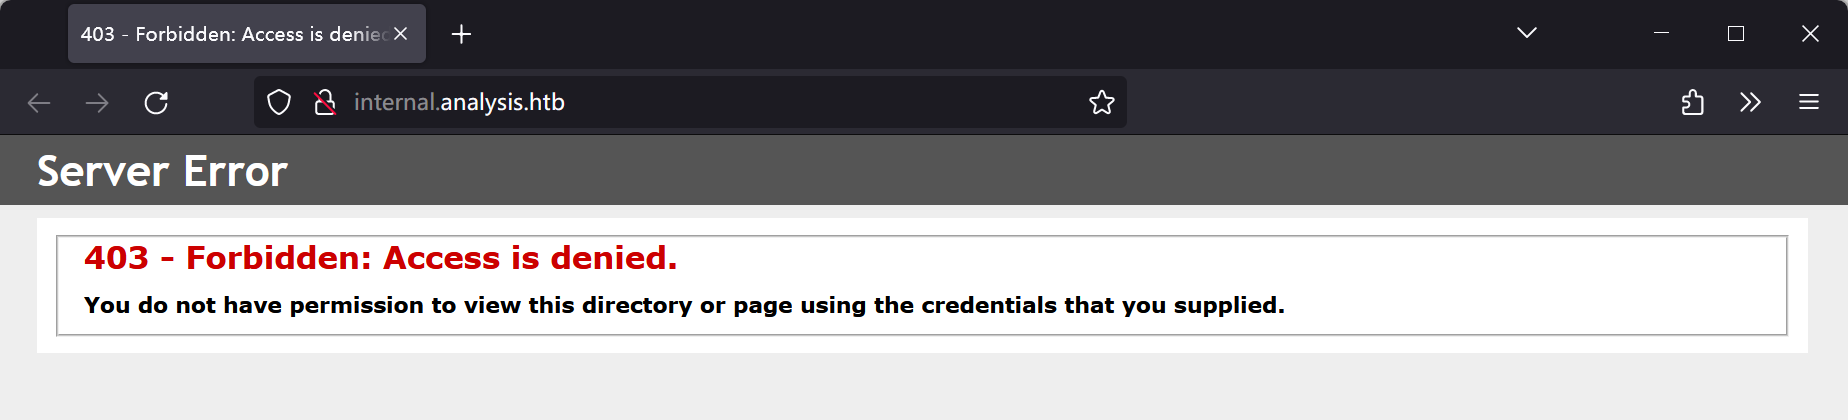 403 - Forbidden: Access is denied
internal.analysis.htb
Server Error
403 - Forbidden: Access is denied.
You do not have permission to view this directory or page using the credentials that you supplied.